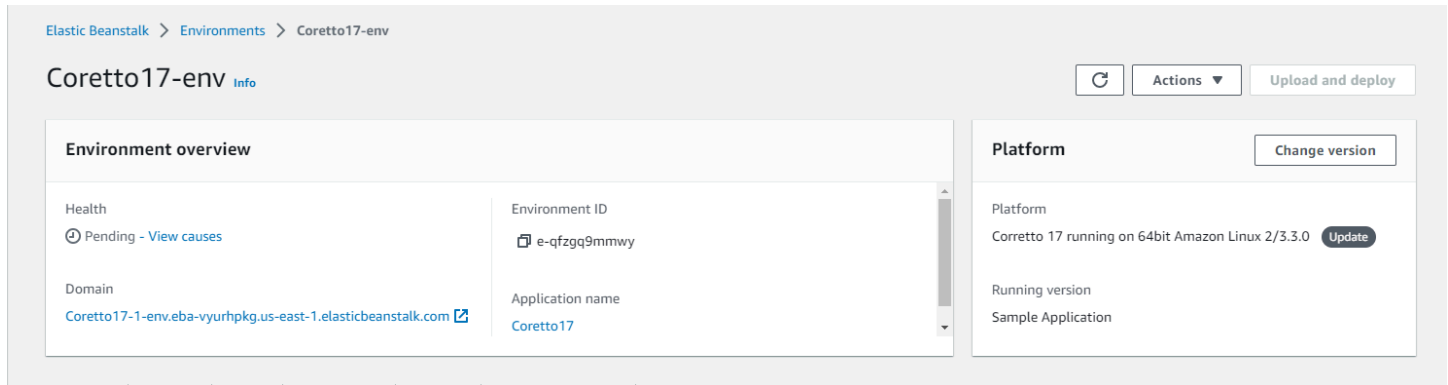 Elastic Beanstalk > Environments > Coretto17-env
Coretto17-env Info
Actions
Upload and deploy
Environment overview
Health
Pending - View causes
Domain
Coretto17-1-env.eba-vyurhpkg.us-east-1.elasticbeanstalk.com
Environment ID
e-qfzgq9mmwy
Application name
Coretto17
Platform
Change version
Platform
Corretto 17 running on 64bit Amazon Linux 2/3.3.0 Update
Running version
Sample Application